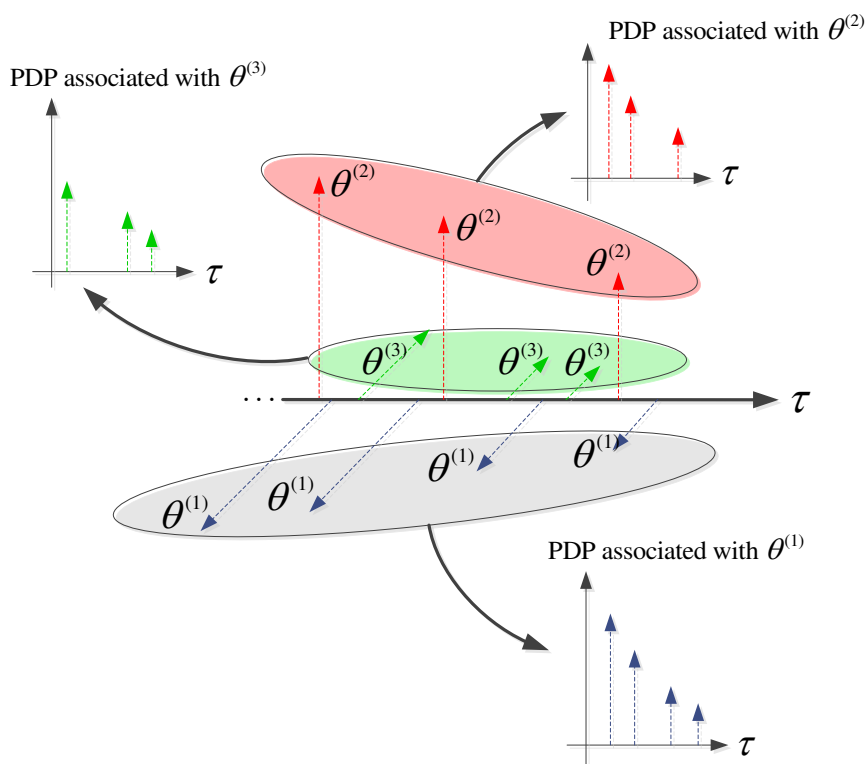 PDP associated with θ⁽²⁾
PDP associated with θ⁽³⁾
τ
θ⁽²⁾
θ⁽²⁾
θ⁽²⁾
τ
θ⁽³⁾
θ⁽³⁾
θ⁽³⁾
... τ
θ⁽¹⁾
θ⁽¹⁾
θ⁽¹⁾
θ⁽¹⁾
PDP associated with θ⁽¹⁾
τ